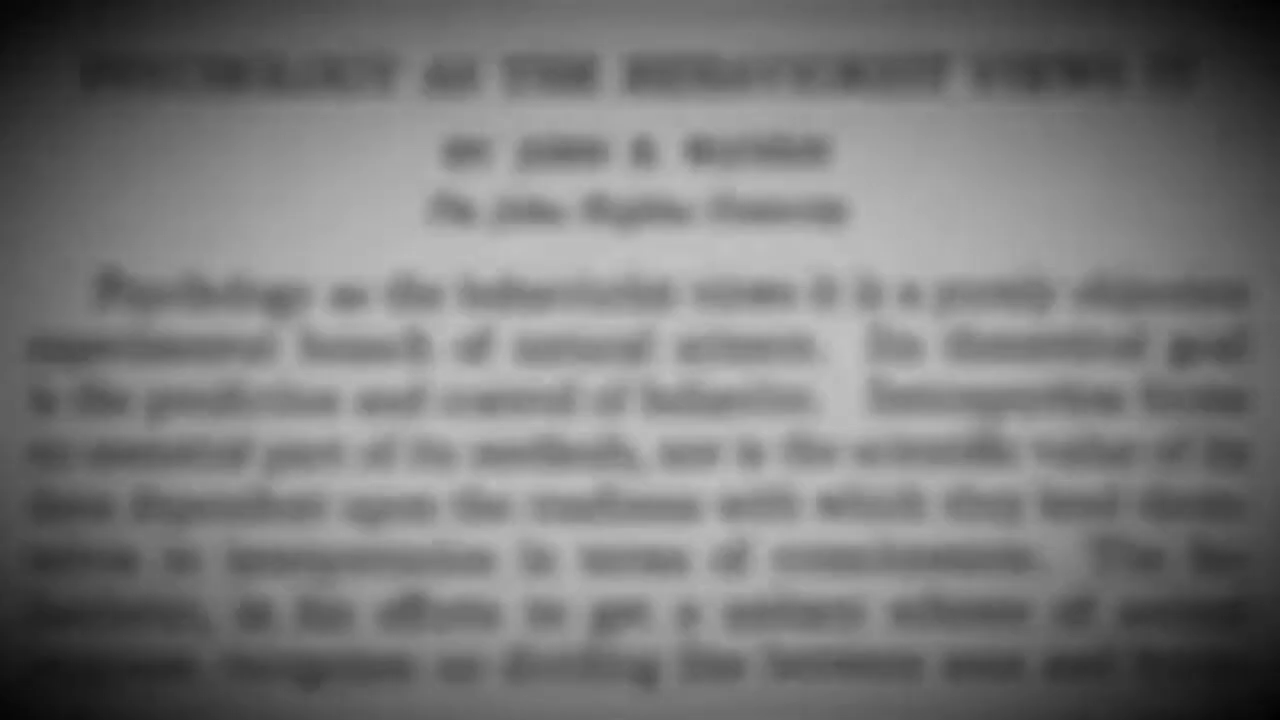 PSYCHOLOGY AS THE BEHAVIORIST VIEWS IT
BY JOHN B. WATSON
The Johns Hopkins University
Psychology as the behaviorist views it is a purely objective
experimental branch of natural science. Its theoretical goal
is the prediction and control of behavior. Introspection forms
no essential part of its methods, nor is the scientific value of its
data dependent upon the readiness with which they lend them-
selves to interpretation in terms of consciousness. The be-
haviorist, in his efforts to get a unitary scheme of animal
response, recognizes no dividing line between man and brute.